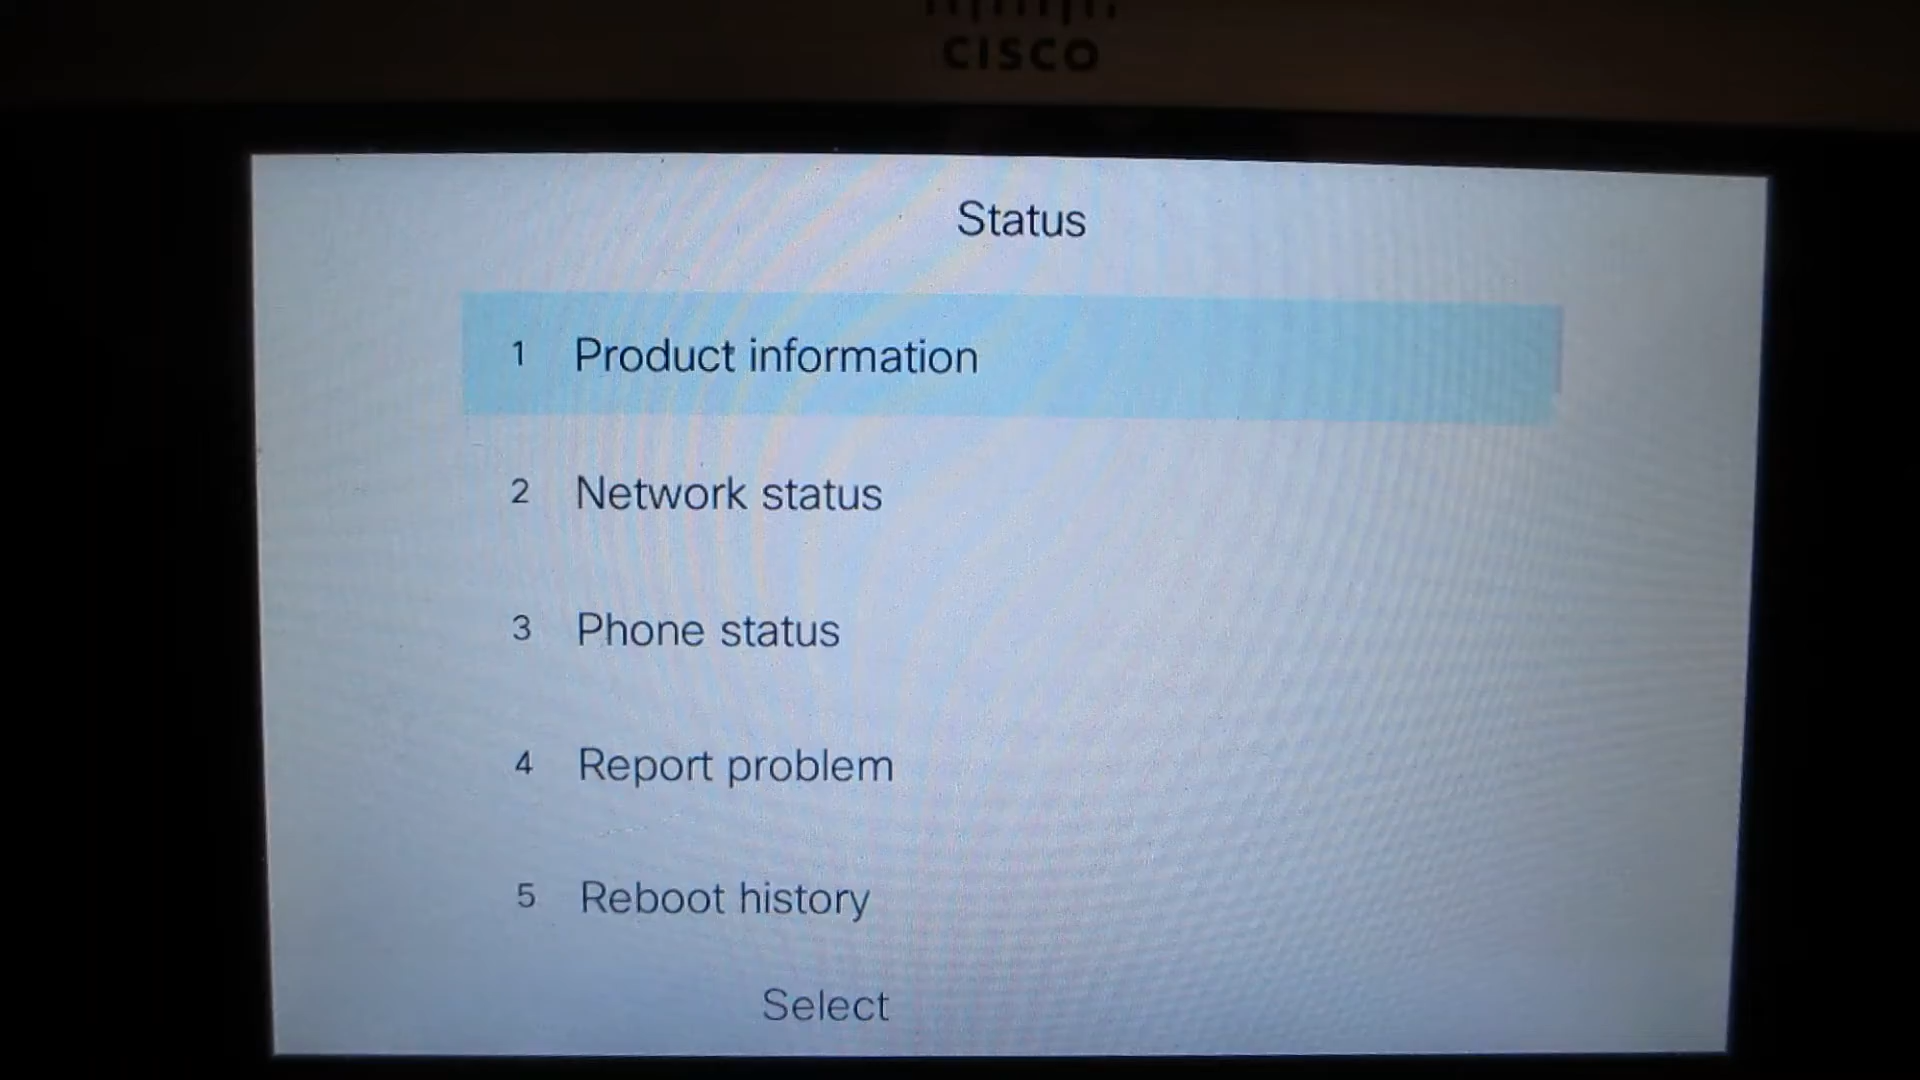 CISCO
Status
1 Product information
2 Network status
3 Phone status
4 Report problem
5 Reboot history
Select